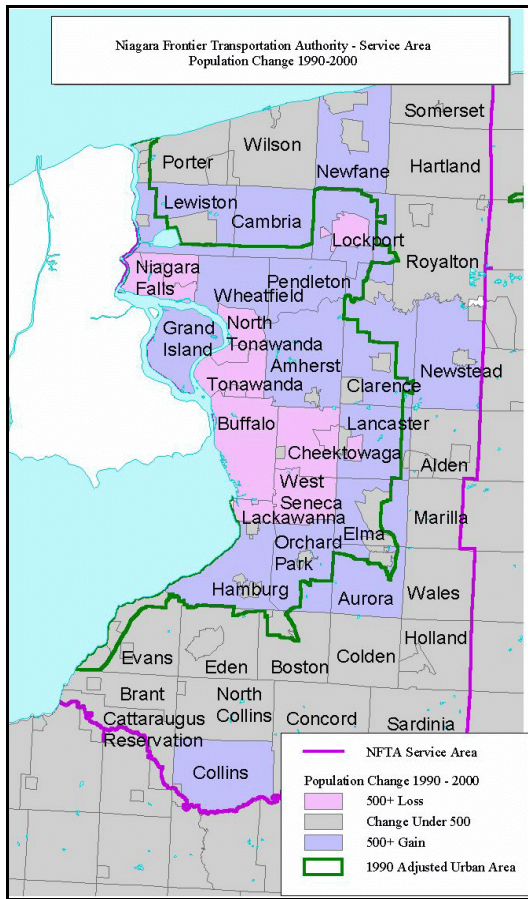 Niagara Frontier Transportation Authority - Service Area
Population Change 1990-2000
Somerset
Wilson
Porter
Newfane
Hartland
Lewiston
Cambria
Lockport
Royalton
Niagara
Falls
Pendleton
Wheatfield
Grand
Island
North
Tonawanda
Amherst
Newstead
Tonawanda
Clarence
Buffalo
Lancaster
Cheektowaga
Alden
West
Seneca
Lackawanna
Marilla
Orchard
Park
Elma
Hamburg
Aurora
Wales
Holland
Evans
Eden
Boston
Colden
Brant
North
Collins
Cattaraugus
Reservation
Concord
Sardinia
Collins
NFTA Service Area
Population Change 1990 - 2000
500+ Loss
Change Under 500
500+ Gain
1990 Adjusted Urban Area